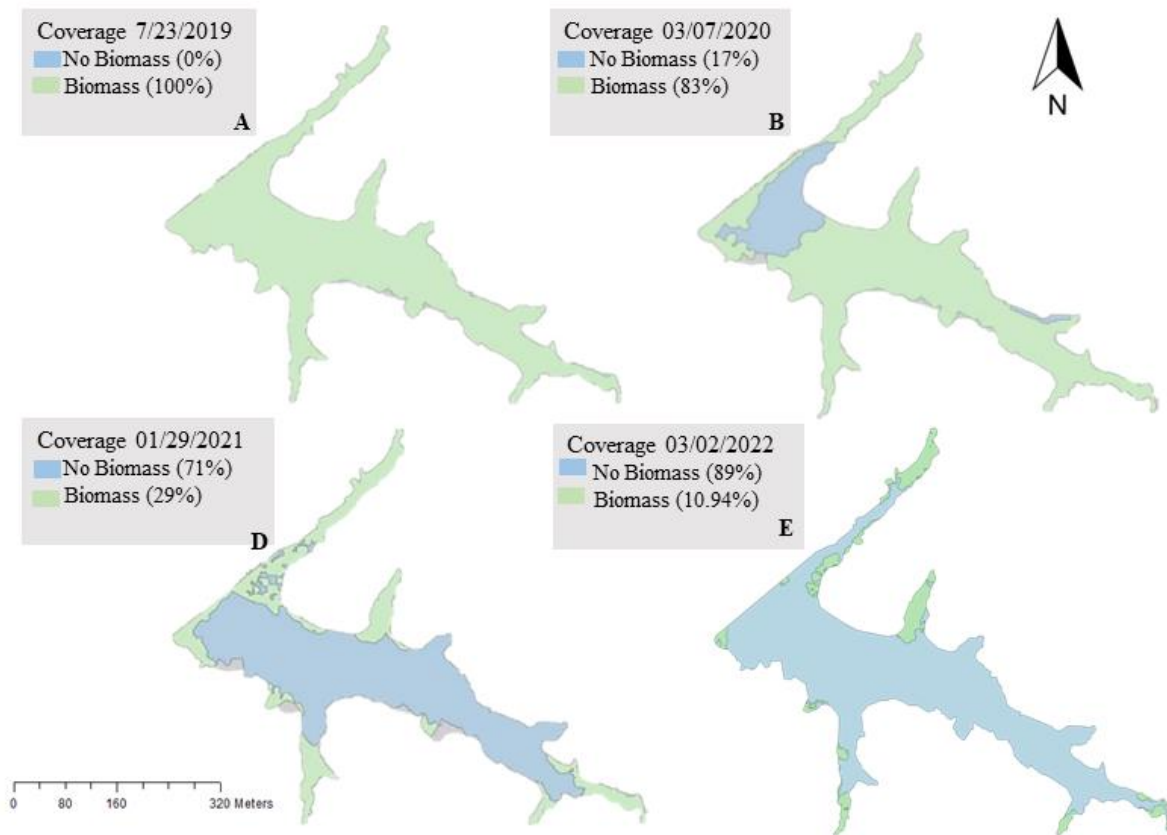 Coverage 7/23/2019
No Biomass (0%)
Biomass (100%)
A
Coverage 03/07/2020
No Biomass (17%)
Biomass (83%)
B
N
Coverage 01/29/2021
No Biomass (71%)
Biomass (29%)
D
Coverage 03/02/2022
No Biomass (89%)
Biomass (10.94%)
E
0 80 160 320 Meters